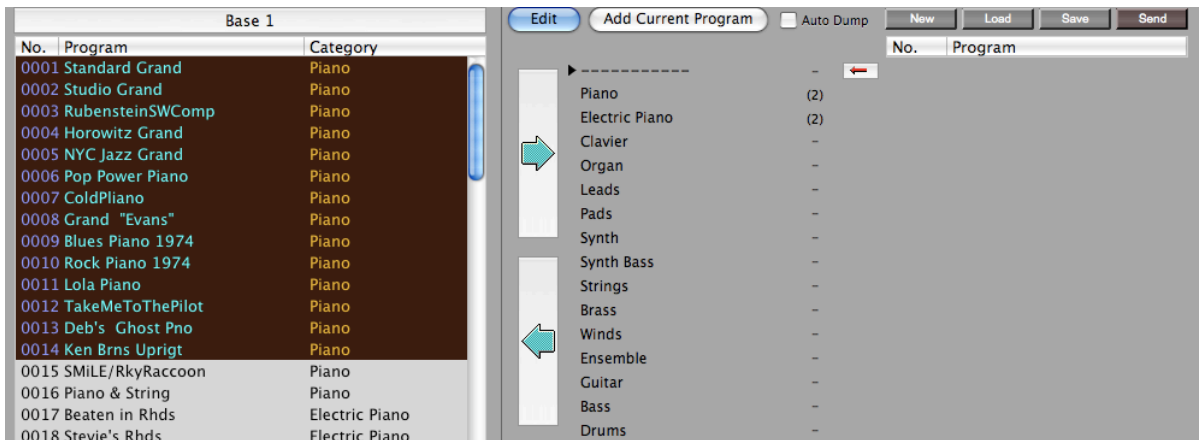 Base 1
No. Program Category
0001 Standard Grand Piano
0002 Studio Grand Piano
0003 RubensteinSWComp Piano
0004 Horowitz Grand Piano
0005 NYC Jazz Grand Piano
0006 Pop Power Piano Piano
0007 ColdPliano Piano
0008 Grand "Evans" Piano
0009 Blues Piano 1974 Piano
0010 Rock Piano 1974 Piano
0011 Lola Piano Piano
0012 TakeMeToThePilot Piano
0013 Deb's Ghost Pno Piano
0014 Ken Brns Uprigt Piano
0015 SMiLE/RkyRaccoon Piano
0016 Piano & String Piano
0017 Beaten in Rhds Electric Piano
0018 Stevie's Rhds Electric Piano
Edit Add Current Program Auto Dump New Load Save Send
No. Program
----------- -
Piano (2)
Electric Piano (2)
Clavier -
Organ -
Leads -
Pads -
Synth -
Synth Bass -
Strings -
Brass -
Winds -
Ensemble -
Guitar -
Bass -
Drums -